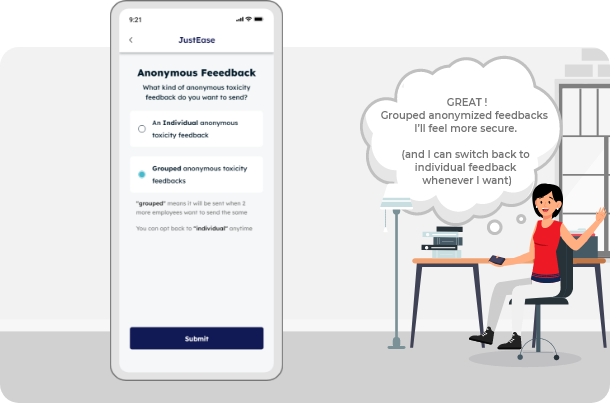 9:21
JustEase
Anonymous Feeedback
What kind of anonymous toxicity
feedback do you want to send?
An Individual anonymous
toxicity feedback
Grouped anonymous toxicity
feedbacks
"grouped" means it will be sent when 2
more employees want to send the same
You can opt back to "individual" anytime
Submit
GREAT !
Grouped anonymized feedbacks
I'll feel more secure.
(and I can switch back to
individual feedback
whenever I want)